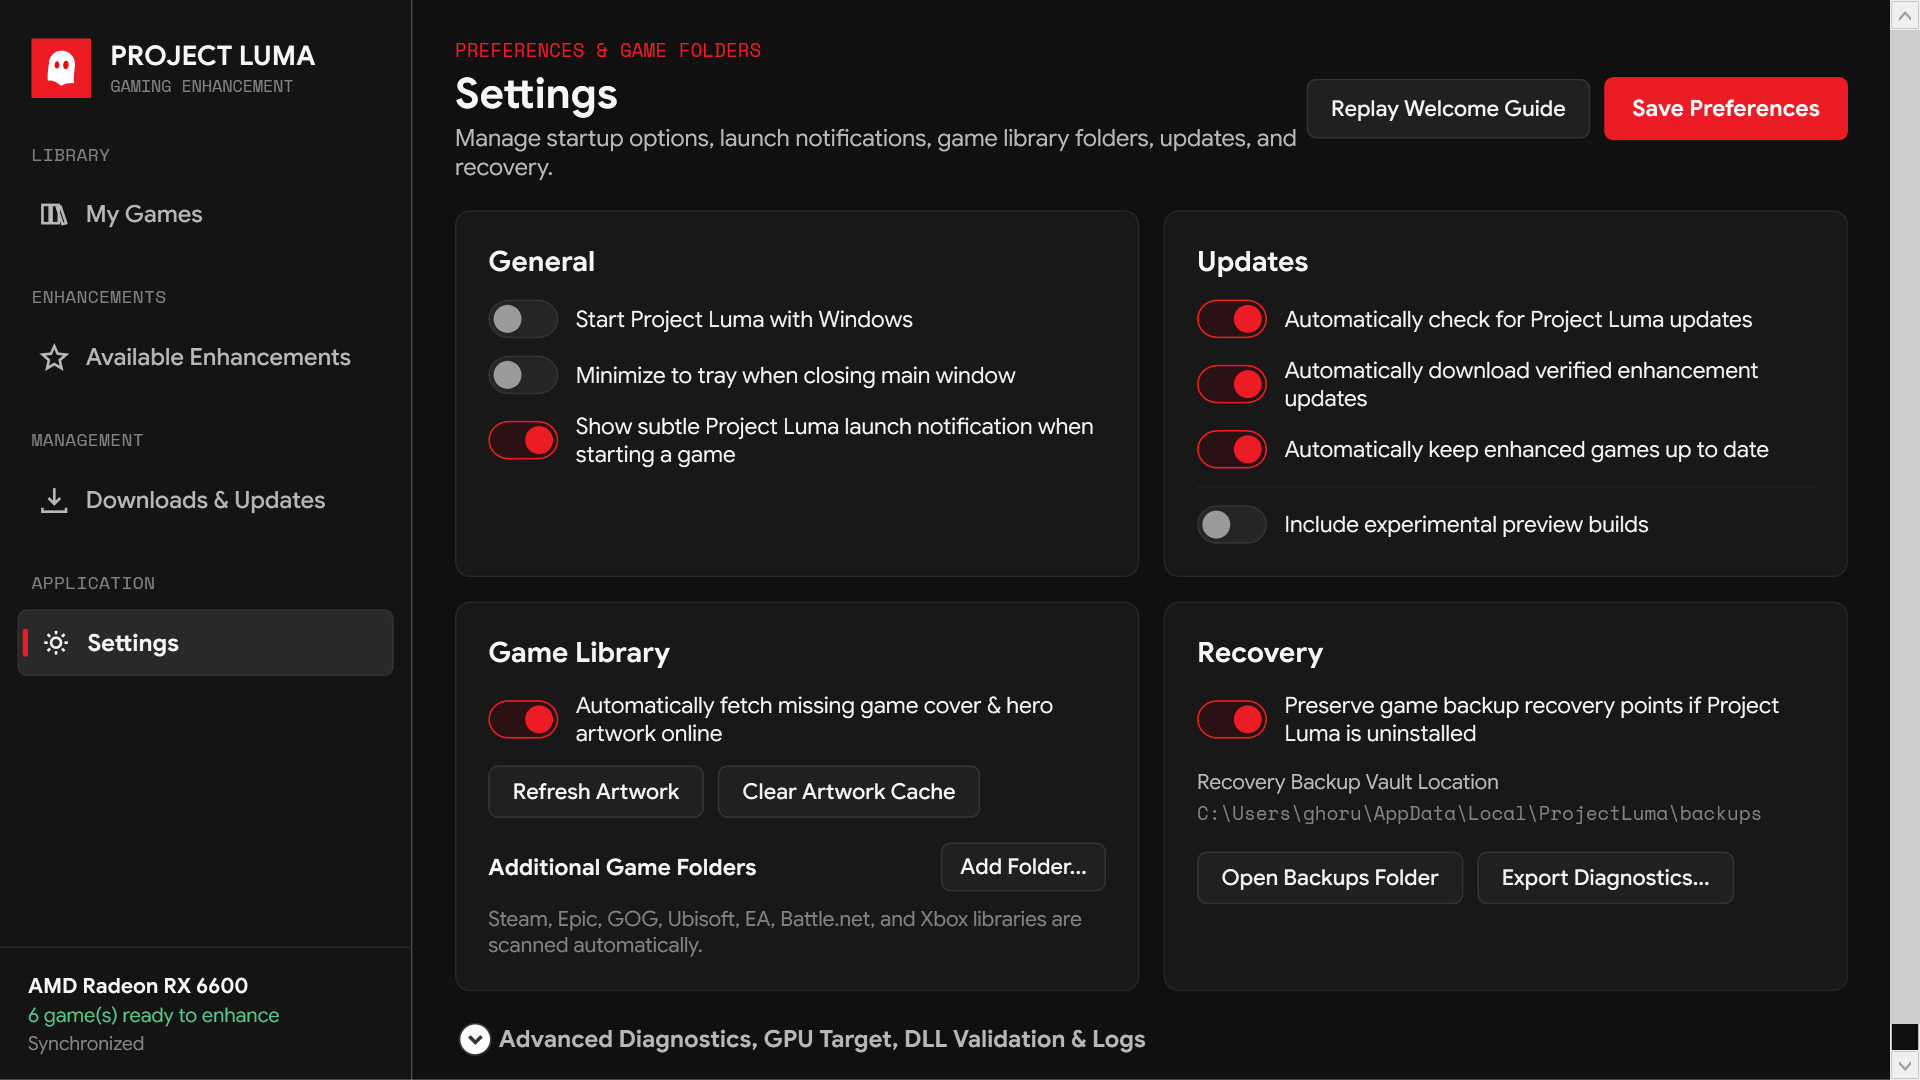 PROJECT LUMA
GAMING ENHANCEMENT
LIBRARY
My Games
ENHANCEMENTS
Available Enhancements
MANAGEMENT
Downloads & Updates
APPLICATION
Settings
AMD Radeon RX 6600
6 game(s) ready to enhance
Synchronized
PREFERENCES & GAME FOLDERS
Settings
Manage startup options, launch notifications, game library folders, updates, and
recovery.
Replay Welcome Guide
Save Preferences
General
Start Project Luma with Windows
Minimize to tray when closing main window
Show subtle Project Luma launch notification when
starting a game
Updates
Automatically check for Project Luma updates
Automatically download verified enhancement
updates
Automatically keep enhanced games up to date
Include experimental preview builds
Game Library
Automatically fetch missing game cover & hero
artwork online
Refresh Artwork
Clear Artwork Cache
Additional Game Folders
Add Folder...
Steam, Epic, GOG, Ubisoft, EA, Battle.net, and Xbox libraries are
scanned automatically.
Recovery
Preserve game backup recovery points if Project
Luma is uninstalled
Recovery Backup Vault Location
C:\Users\ghoru\AppData\Local\ProjectLuma\backups
Open Backups Folder
Export Diagnostics...
Advanced Diagnostics, GPU Target, DLL Validation & Logs